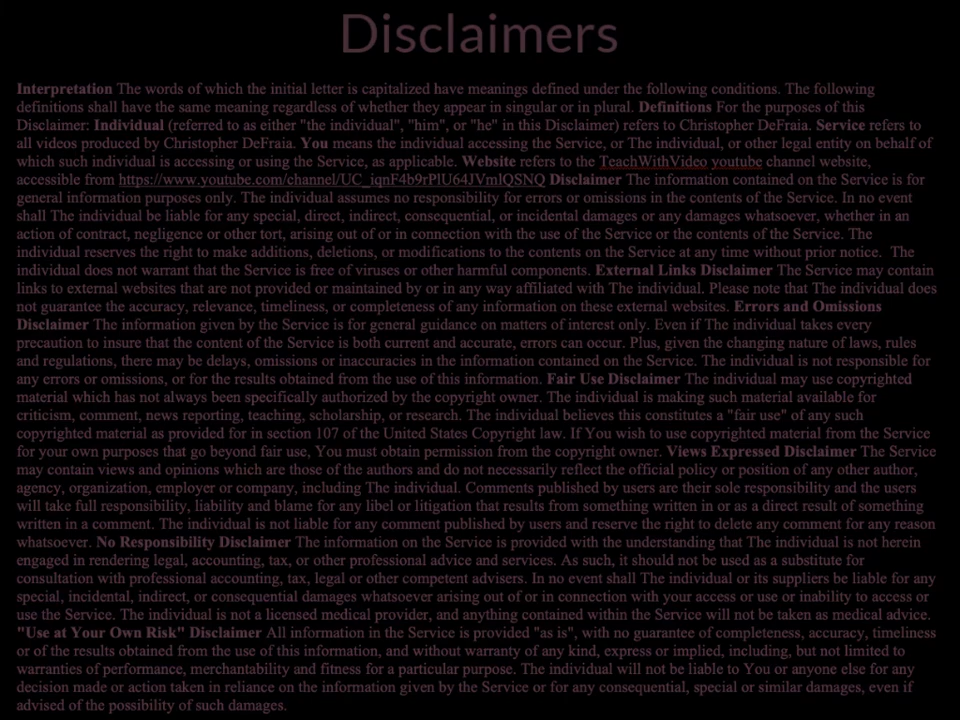 Disclaimers
Interpretation The words of which the initial letter is capitalized have meanings defined under the following conditions. The following
definitions shall have the same meaning regardless of whether they appear in singular or in plural. Definitions For the purposes of this
Disclaimer: Individual (referred to as either "the individual", "him", or "he" in this Disclaimer) refers to Christopher DeFraia. Service refers to
all videos produced by Christopher DeFraia. You means the individual accessing the Service, or The individual, or other legal entity on behalf of
which such individual is accessing or using the Service, as applicable. Website refers to the TeachWithVideo youtube channel website,
accessible from https://www.youtube.com/channel/UC_iqnF4b9rPlU64JVmlQSNQ Disclaimer The information contained on the Service is for
general information purposes only. The individual assumes no responsibility for errors or omissions in the contents of the Service. In no event
shall The individual be liable for any special, direct, indirect, consequential, or incidental damages or any damages whatsoever, whether in an
action of contract, negligence or other tort, arising out of or in connection with the use of the Service or the contents of the Service. The
individual reserves the right to make additions, deletions, or modifications to the contents on the Service at any time without prior notice. The
individual does not warrant that the Service is free of viruses or other harmful components. External Links Disclaimer The Service may contain
links to external websites that are not provided or maintained by or in any way affiliated with The individual. Please note that The individual does
not guarantee the accuracy, relevance, timeliness, or completeness of any information on these external websites. Errors and Omissions
Disclaimer The information given by the Service is for general guidance on matters of interest only. Even if The individual takes every
precaution to insure that the content of the Service is both current and accurate, errors can occur. Plus, given the changing nature of laws, rules
and regulations, there may be delays, omissions or inaccuracies in the information contained on the Service. The individual is not responsible for
any errors or omissions, or for the results obtained from the use of this information. Fair Use Disclaimer The individual may use copyrighted
material which has not always been specifically authorized by the copyright owner. The individual is making such material available for
criticism, comment, news reporting, teaching, scholarship, or research. The individual believes this constitutes a "fair use" of any such
copyrighted material as provided for in section 107 of the United States Copyright law. If You wish to use copyrighted material from the Service
for your own purposes that go beyond fair use, You must obtain permission from the copyright owner. Views Expressed Disclaimer The Service
may contain views and opinions which are those of the authors and do not necessarily reflect the official policy or position of any other author,
agency, organization, employer or company, including The individual. Comments published by users are their sole responsibility and the users
will take full responsibility, liability and blame for any libel or litigation that results from something written in or as a direct result of something
written in a comment. The individual is not liable for any comment published by users and reserve the right to delete any comment for any reason
whatsoever. No Responsibility Disclaimer The information on the Service is provided with the understanding that The individual is not herein
engaged in rendering legal, accounting, tax, or other professional advice and services. As such, it should not be used as a substitute for
consultation with professional accounting, tax, legal or other competent advisers. In no event shall The individual or its suppliers be liable for any
special, incidental, indirect, or consequential damages whatsoever arising out of or in connection with your access or use or inability to access or
use the Service. The individual is not a licensed medical provider, and anything contained within the Service will not be taken as medical advice.
"Use at Your Own Risk" Disclaimer All information in the Service is provided "as is", with no guarantee of completeness, accuracy, timeliness
or of the results obtained from the use of this information, and without warranty of any kind, express or implied, including, but not limited to
warranties of performance, merchantability and fitness for a particular purpose. The individual will not be liable to You or anyone else for any
decision made or action taken in reliance on the information given by the Service or for any consequential, special or similar damages, even if
advised of the possibility of such damages.